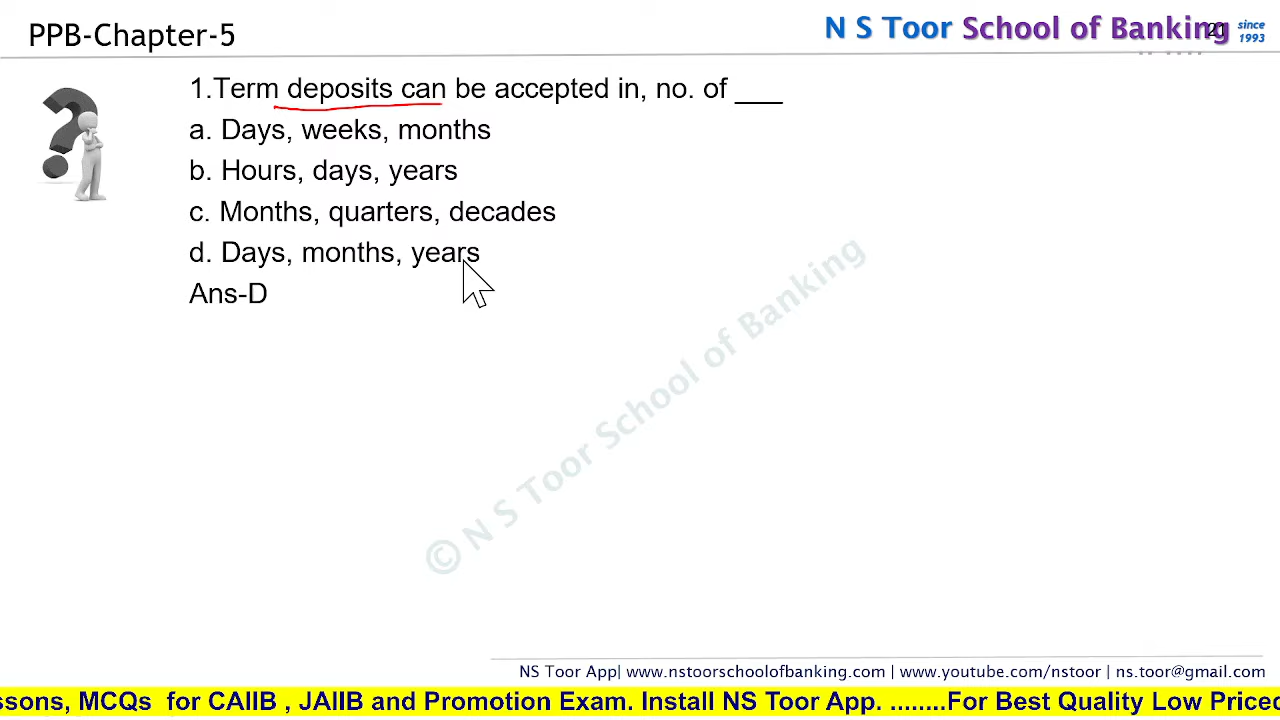 PPB-Chapter-5
N S Toor School of Banking
21
since
1993
1.Term deposits can be accepted in, no. of ___
a. Days, weeks, months
b. Hours, days, years
c. Months, quarters, decades
d. Days, months, years
Ans-D
© N S Toor School of Banking
NS Toor App| www.nstoorschoolofbanking.com | www.youtube.com/nstoor | ns.toor@gmail.com
ssons, MCQs for CAIIB , JAIIB and Promotion Exam. Install NS Toor App. ........For Best Quality Low Priced